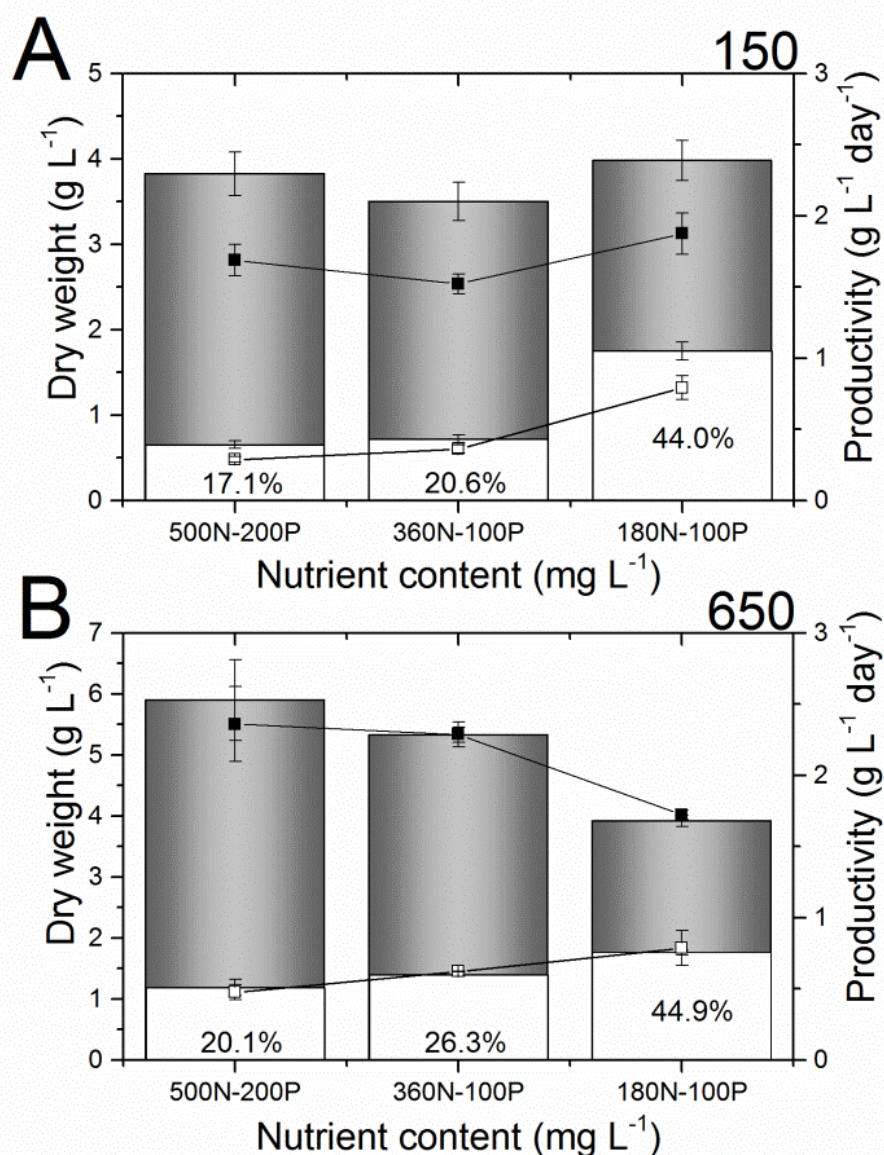 A
150
5
4
3
2
1
0
Dry weight (g L⁻¹)
3
2
1
0
Productivity (g L⁻¹ day⁻¹)
17.1%
20.6%
44.0%
500N-200P
360N-100P
180N-100P
Nutrient content (mg L⁻¹)
B
650
7
6
5
4
3
2
1
0
Dry weight (g L⁻¹)
3
2
1
0
Productivity (g L⁻¹ day⁻¹)
20.1%
26.3%
44.9%
500N-200P
360N-100P
180N-100P
Nutrient content (mg L⁻¹)